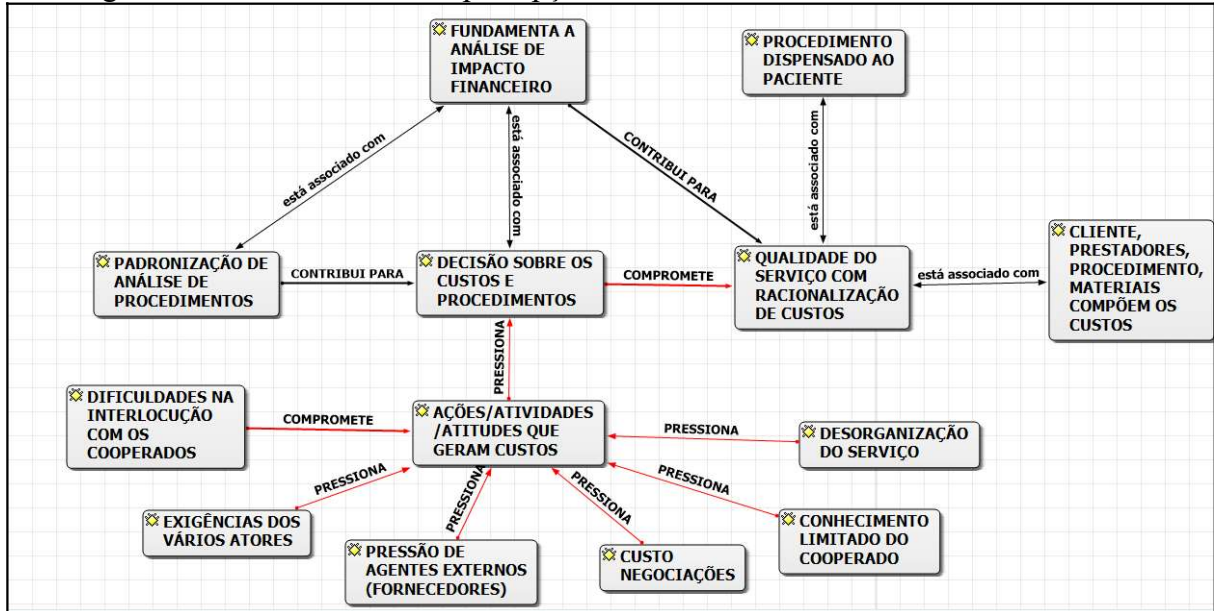 FUNDAMENTA A
ANÁLISE DE
IMPACTO
FINANCEIRO
PROCEDIMENTO
DISPENSADO AO
PACIENTE
está associado com
está associado com
CONTRIBUI PARA
está associado com
PADRONIZAÇÃO DE
ANÁLISE DE
PROCEDIMENTOS
CONTRIBUI PARA
DECISÃO SOBRE OS
CUSTOS E
PROCEDIMENTOS
COMPROMETE
QUALIDADE DO
SERVIÇO COM
RACIONALIZAÇÃO
DE CUSTOS
está associado com
CLIENTE,
PRESTADORES,
PROCEDIMENTO,
MATERIAIS
COMPÕEM OS
CUSTOS
PRESSIONA
DIFICULDADES NA
INTERLOCUÇÃO
COM OS
COOPERADOS
COMPROMETE
AÇÕES/ATIVIDADES
/ATITUDES QUE
GERAM CUSTOS
PRESSIONA
DESORGANIZAÇÃO
DO SERVIÇO
PRESSIONA
PRESSIONA
PRESSIONA
PRESSIONA
EXIGÊNCIAS DOS
VÁRIOS ATORES
PRESSÃO DE
AGENTES EXTERNOS
(FORNECEDORES)
CUSTO
NEGOCIAÇÕES
CONHECIMENTO
LIMITADO DO
COOPERADO